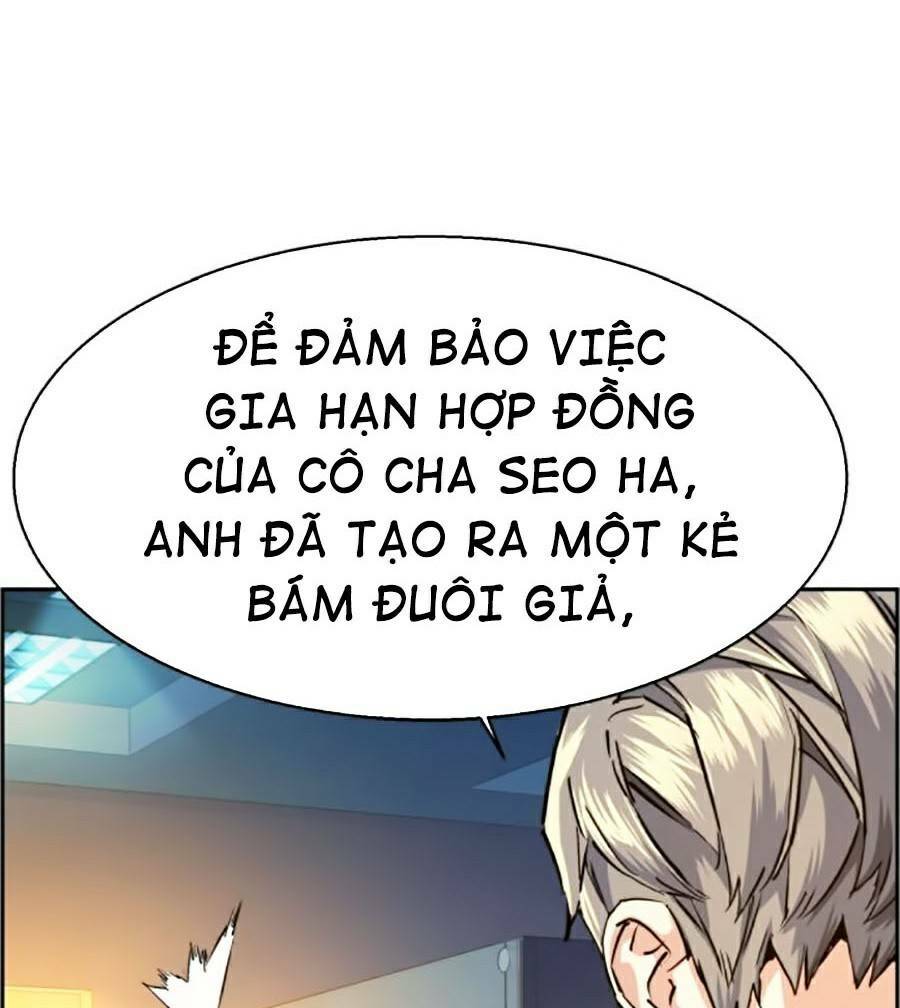 ĐỂ ĐẢM BẢO VIỆC
GIA HẠN HỢP ĐỒNG
CỦA CÔ CHA SEO HA,
ANH ĐÃ TẠO RA MỘT KẺ
BÁM ĐUÔI GIẢ,